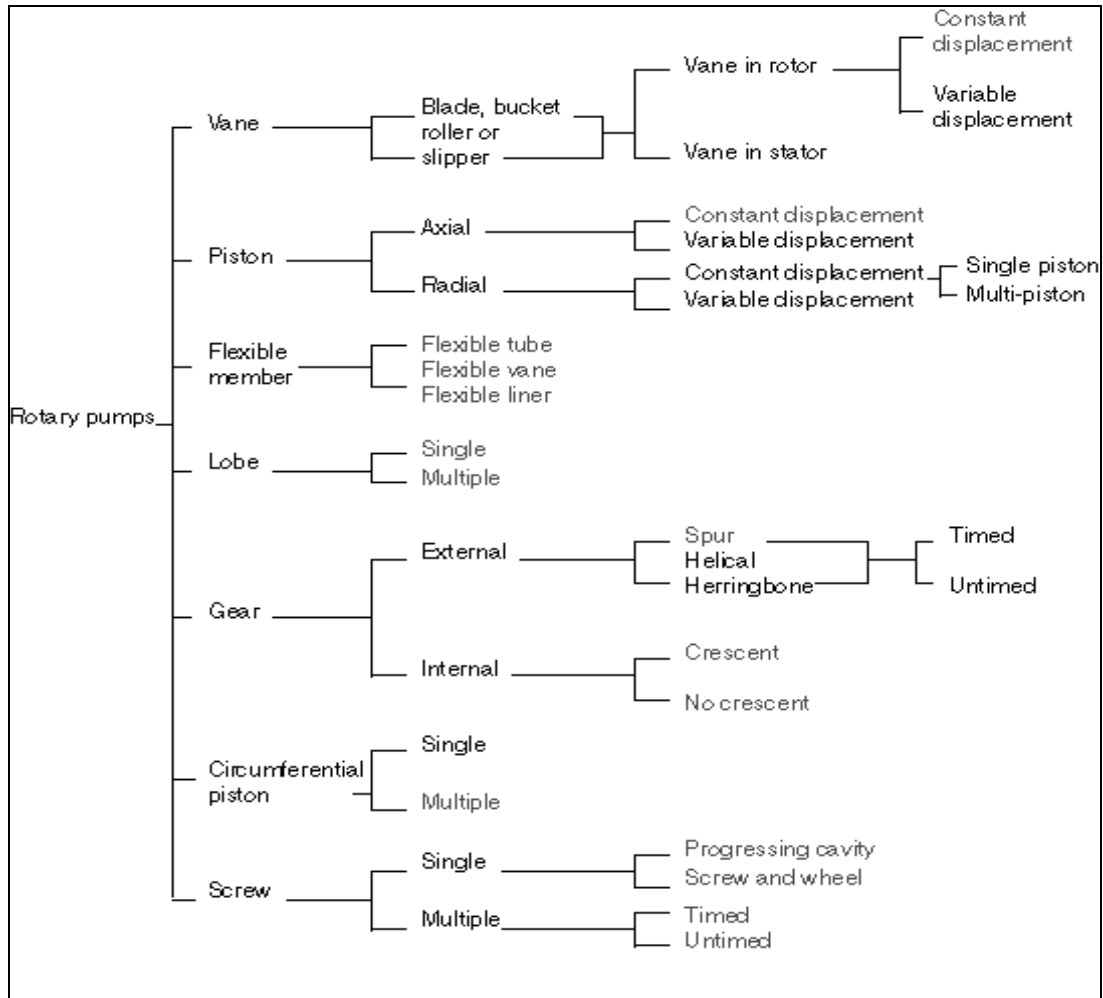 Constant
displacement
Vane in rotor
Variable
displacement
Blade, bucket
roller or
slipper
Vane
Vane in stator
Constant displacement
Axial
Variable displacement
Piston
Constant displacement
Single piston
Radial
Variable displacement
Multi-piston
Flexible
member
Flexible tube
Flexible vane
Flexible liner
Rotary pumps
Lobe
Single
Multiple
External
Spur
Helical
Herringbone
Timed
Untimed
Gear
Internal
Crescent
No crescent
Circumferential
piston
Single
Multiple
Screw
Single
Progressing cavity
Screw and wheel
Multiple
Timed
Untimed